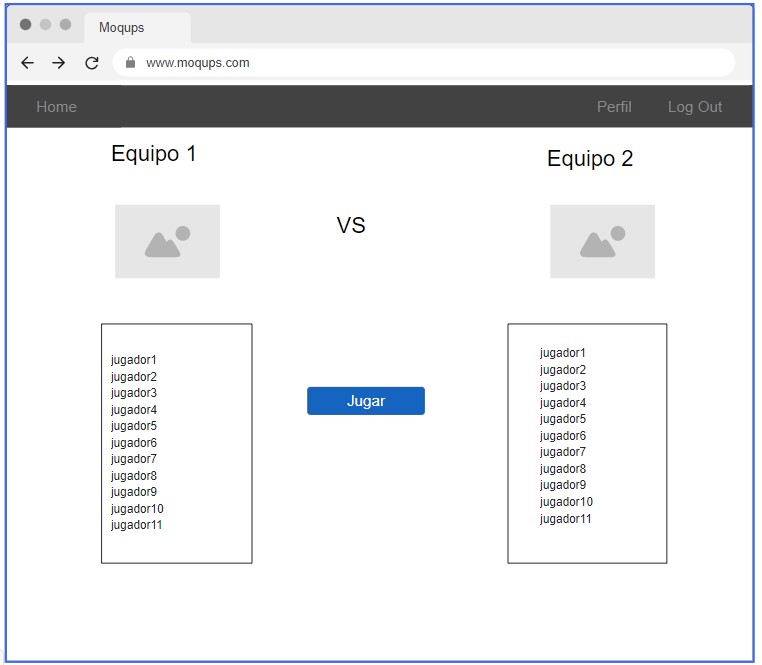 Moqups
www.moqups.com
Home
Perfil
Log Out
Equipo 1
Equipo 2
VS
jugador1
jugador2
jugador3
jugador4
jugador5
jugador6
jugador7
jugador8
jugador9
jugador10
jugador11
Jugar
jugador1
jugador2
jugador3
jugador4
jugador5
jugador6
jugador7
jugador8
jugador9
jugador10
jugador11